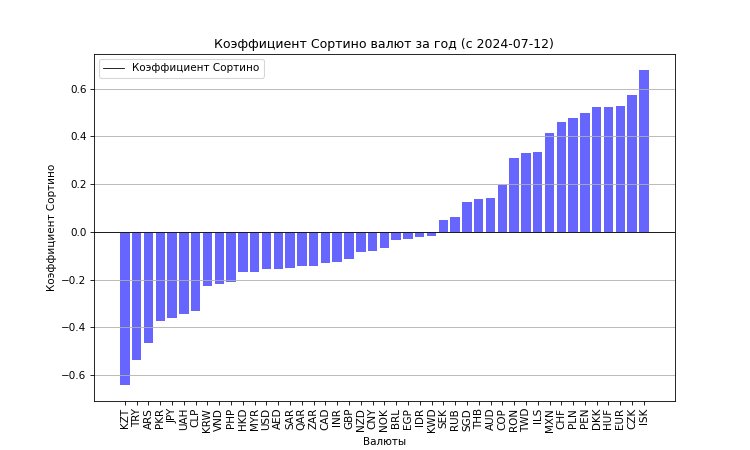 Коэффициент Сортино валют за год (с 2024-07-12)
Коэффициент Сортино
Коэффициент Сортино
0.6
0.4
0.2
0.0
−0.2
−0.4
−0.6
KZT TRY ARS PKR JPY UAH CLP KRW VND PHP HKD MYR USD AED SAR QAR ZAR CAD INR GBP NZD CNY NOK BRL EGP IDR KWD SEK RUB SGD THB AUD COP RON TWD ILS MXN CHF PLN PEN DKK HUF EUR CZK ISK
Валюты